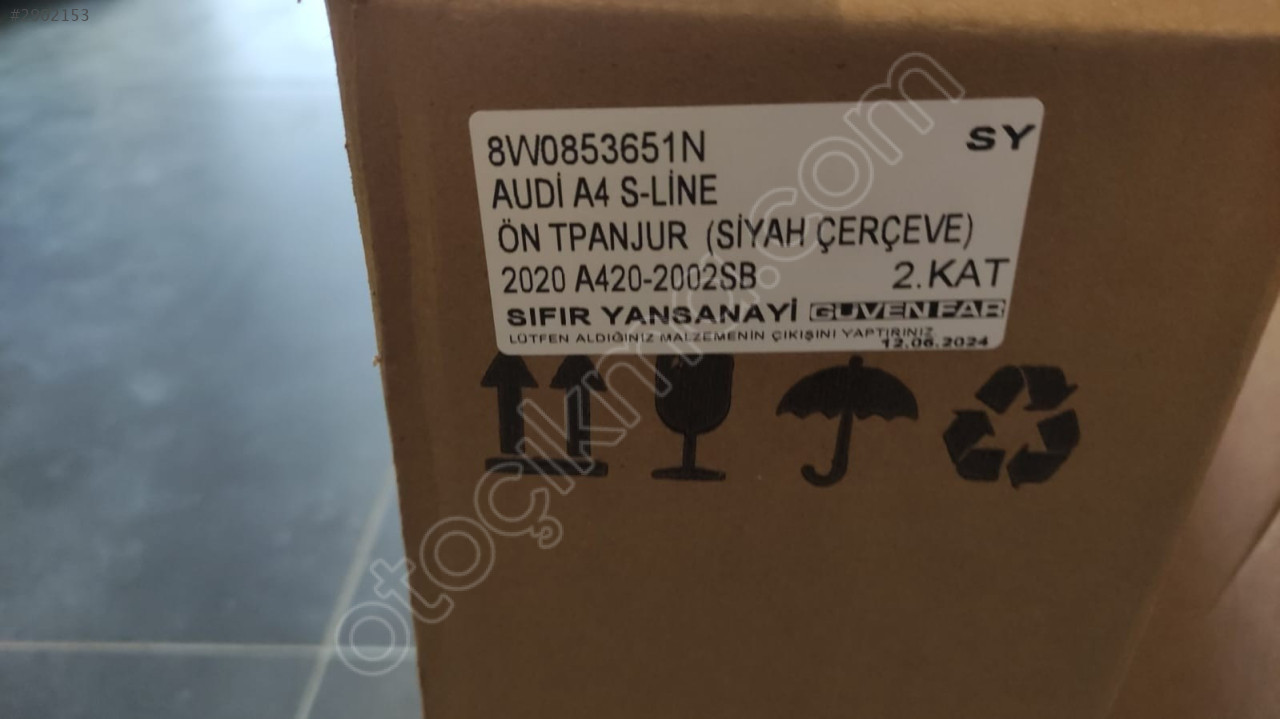 #2902153
8W0853651N SY
AUDİ A4 S-LİNE
ÖN TPANJUR (SİYAH ÇERÇEVE)
2020 A420-2002SB 2.KAT
SIFIR YANSANAYİ GUVEN FAR
LÜTFEN ALDIĞINIZ MALZEMENİN ÇIKIŞINI YAPTIRINIZ
12.06.2024
otoçıkma.com